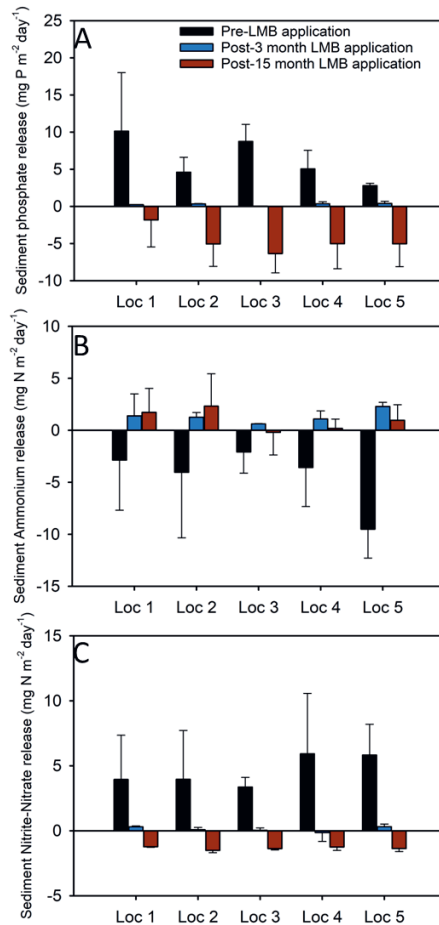 A
Pre-LMB application
Post-3 month LMB application
Post-15 month LMB application
Sediment phosphate release (mg P m-2 day-1)
20
15
10
5
0
-5
-10
Loc 1 Loc 2 Loc 3 Loc 4 Loc 5
B
Sediment Ammonium release (mg N m-2 day-1)
10
5
0
-5
-10
-15
Loc 1 Loc 2 Loc 3 Loc 4 Loc 5
C
Sediment Nitrite-Nitrate release (mg N m-2 day-1)
15
10
5
0
-5
Loc 1 Loc 2 Loc 3 Loc 4 Loc 5